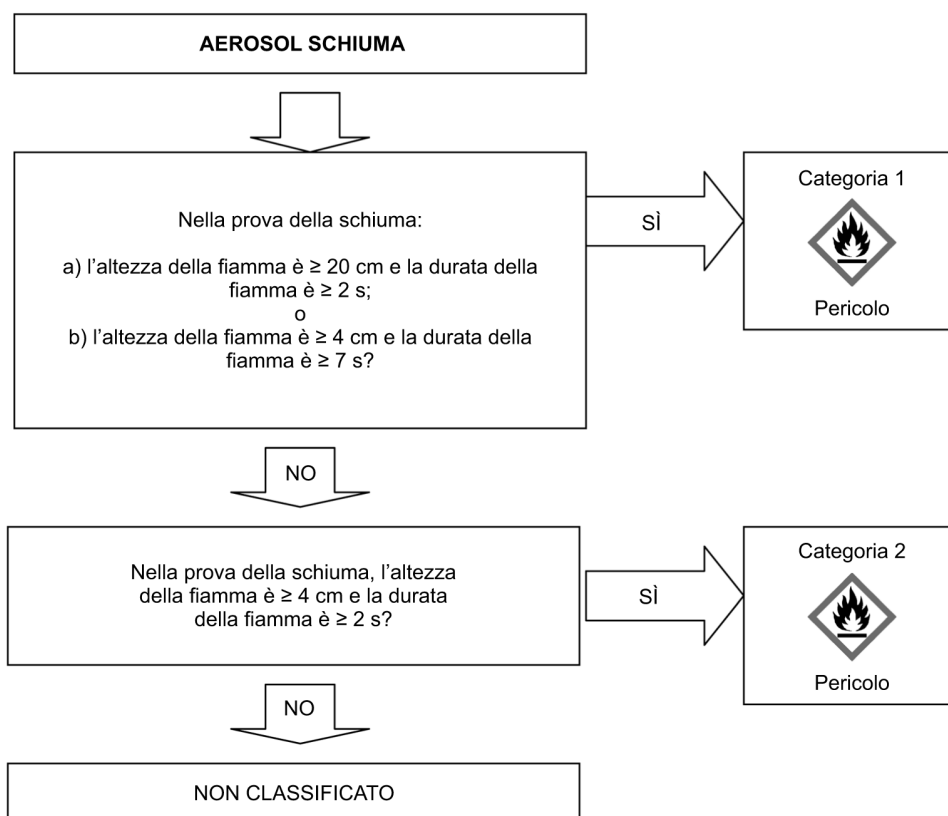 AEROSOL SCHIUMA
Nella prova della schiuma:
a) l'altezza della fiamma è ≥ 20 cm e la durata della
fiamma è ≥ 2 s;
o
b) l'altezza della fiamma è ≥ 4 cm e la durata della
fiamma è ≥ 7 s?
SÌ
Categoria 1
Pericolo
NO
Nella prova della schiuma, l'altezza
della fiamma è ≥ 4 cm e la durata
della fiamma è ≥ 2 s?
SÌ
Categoria 2
Pericolo
NO
NON CLASSIFICATO